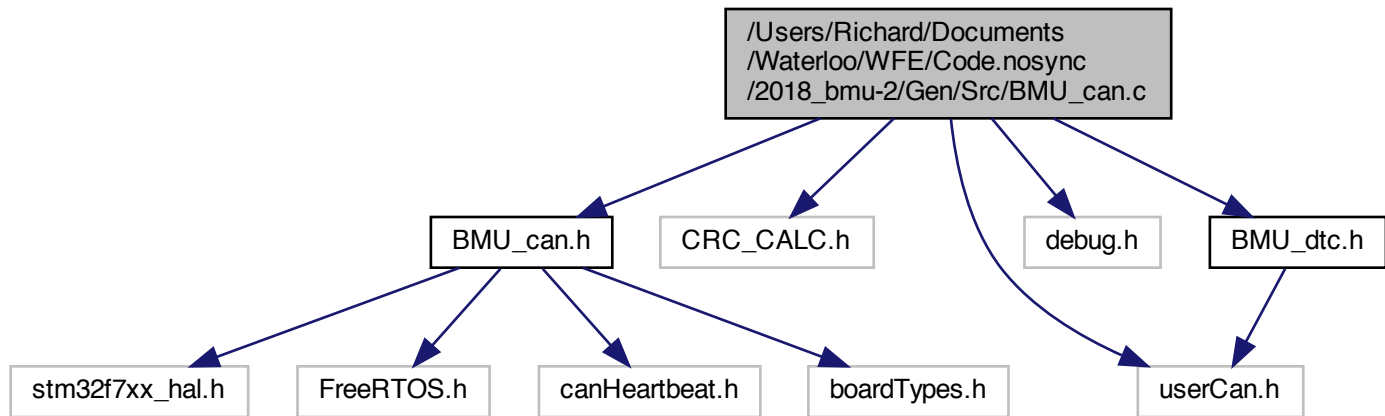 /Users/Richard/Documents
/Waterloo/WFE/Code.nosync
/2018_bmu-2/Gen/Src/BMU_can.c
BMU_can.h
CRC_CALC.h
debug.h
BMU_dtc.h
stm32f7xx_hal.h
FreeRTOS.h
canHeartbeat.h
boardTypes.h
userCan.h